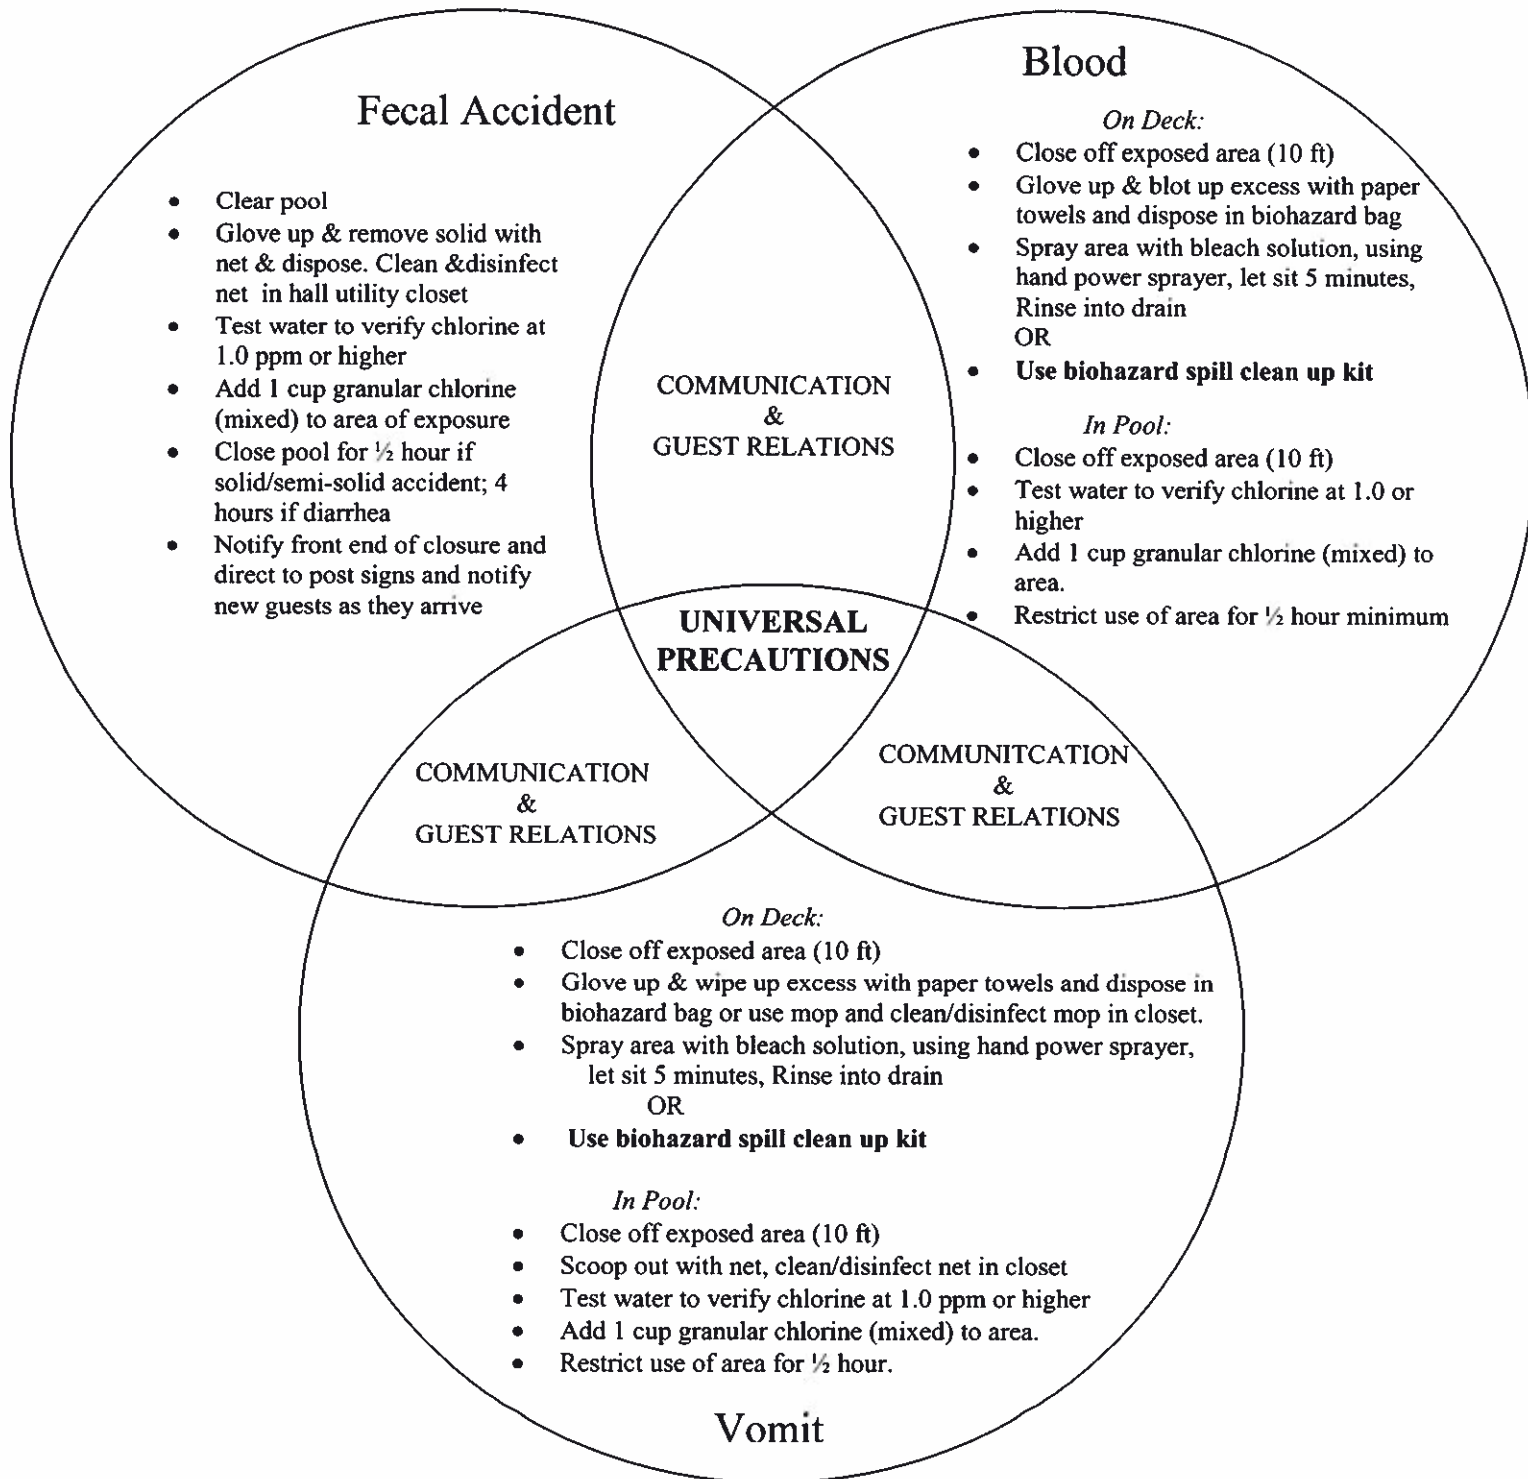 Fecal Accident
• Clear pool
• Glove up & remove solid with
net & dispose. Clean &disinfect
net in hall utility closet
• Test water to verify chlorine at
1.0 ppm or higher
• Add 1 cup granular chlorine
(mixed) to area of exposure
• Close pool for ½ hour if
solid/semi-solid accident; 4
hours if diarrhea
• Notify front end of closure and
direct to post signs and notify
new guests as they arrive
Blood
On Deck:
• Close off exposed area (10 ft)
• Glove up & blot up excess with paper
towels and dispose in biohazard bag
• Spray area with bleach solution, using
hand power sprayer, let sit 5 minutes,
Rinse into drain
OR
• Use biohazard spill clean up kit
In Pool:
• Close off exposed area (10 ft)
• Test water to verify chlorine at 1.0 or
higher
• Add 1 cup granular chlorine (mixed) to
area.
• Restrict use of area for ½ hour minimum
COMMUNICATION
&
GUEST RELATIONS
UNIVERSAL
PRECAUTIONS
COMMUNICATION
&
GUEST RELATIONS
COMMUNITCATION
&
GUEST RELATIONS
On Deck:
• Close off exposed area (10 ft)
• Glove up & wipe up excess with paper towels and dispose in
biohazard bag or use mop and clean/disinfect mop in closet.
• Spray area with bleach solution, using hand power sprayer,
let sit 5 minutes, Rinse into drain
OR
• Use biohazard spill clean up kit
In Pool:
• Close off exposed area (10 ft)
• Scoop out with net, clean/disinfect net in closet
• Test water to verify chlorine at 1.0 ppm or higher
• Add 1 cup granular chlorine (mixed) to area.
• Restrict use of area for ½ hour.
Vomit